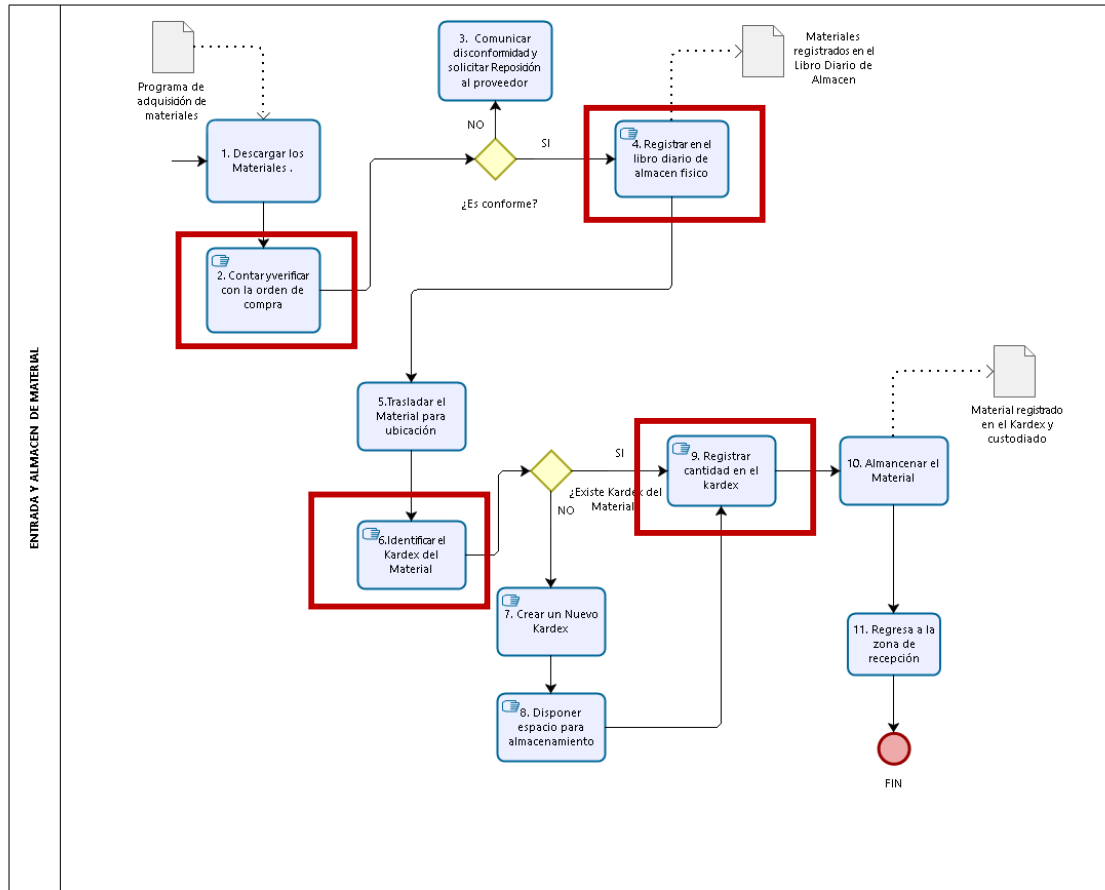 ENTRADA Y ALMACEN DE MATERIAL
Programa de
adquisición de
materiales
1. Descargar los
Materiales .
2. Contar yverificar
con la orden de
compra
3. Comunicar
disconformidad y
solicitar Reposición
al proveedor
NO
SI
¿Es conforme?
4. Registrar en el
libro diario de
almacen fisico
Materiales
registrados en el
Libro Diario de
Almacen
5.Trasladar el
Material para
ubicación
6.Identificar el
Kardex del
Material
SI
¿Existe Kardex del
Material
NO
7. Crear un Nuevo
Kardex
8. Disponer
espacio para
almacenamiento
9. Registrar
cantidad en el
kardex
10. Almancenar el
Material
Material registrado
en el Kardex y
custodiado
11. Regresa a la
zona de
recepción
FIN